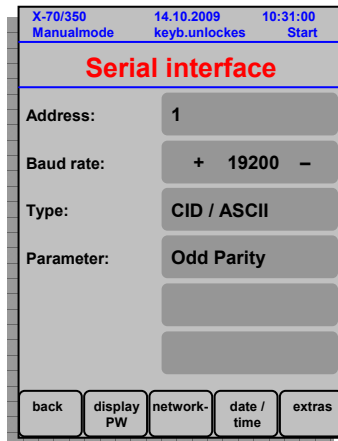 X-70/350 14.10.2009 10:31:00
Manualmode keyb.unlockes Start
Serial interface
Address: 1
Baud rate: + 19200 –
Type: CID / ASCII
Parameter: Odd Parity
back display network- date / extras
PW time